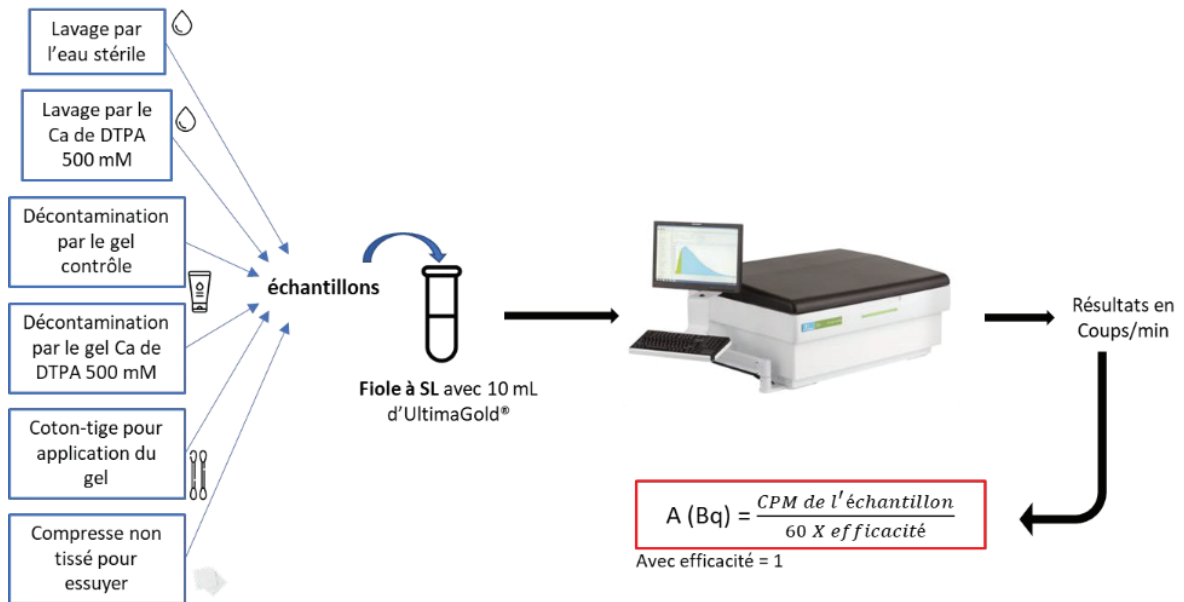 Lavage par
l'eau stérile
Lavage par le
Ca de DTPA
500 mM
Décontamination
par le gel
contrôle
Décontamination
par le gel Ca de
DTPA 500 mM
Coton-tige pour
application du
gel
Compresse non
tissé pour
essuyer
échantillons
Fiole à SL avec 10 mL
d'UltimaGold®
Résultats en
Coups/min
A (Bq) = CPM de l'échantillon
60 X efficacité
Avec efficacité = 1